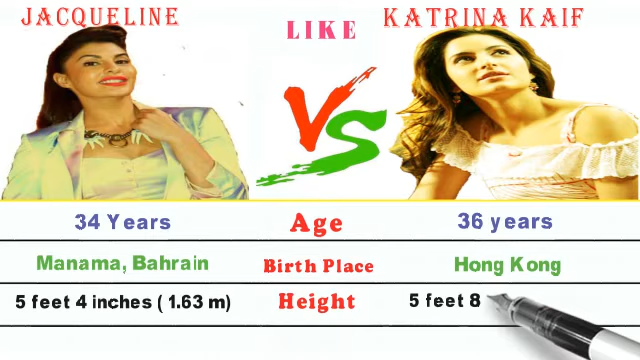 JACQUELINE
LIKE
KATRINA KAIF
VS
34 Years
Age
36 years
Manama, Bahrain
Birth Place
Hong Kong
5 feet 4 inches ( 1.63 m)
Height
5 feet 8